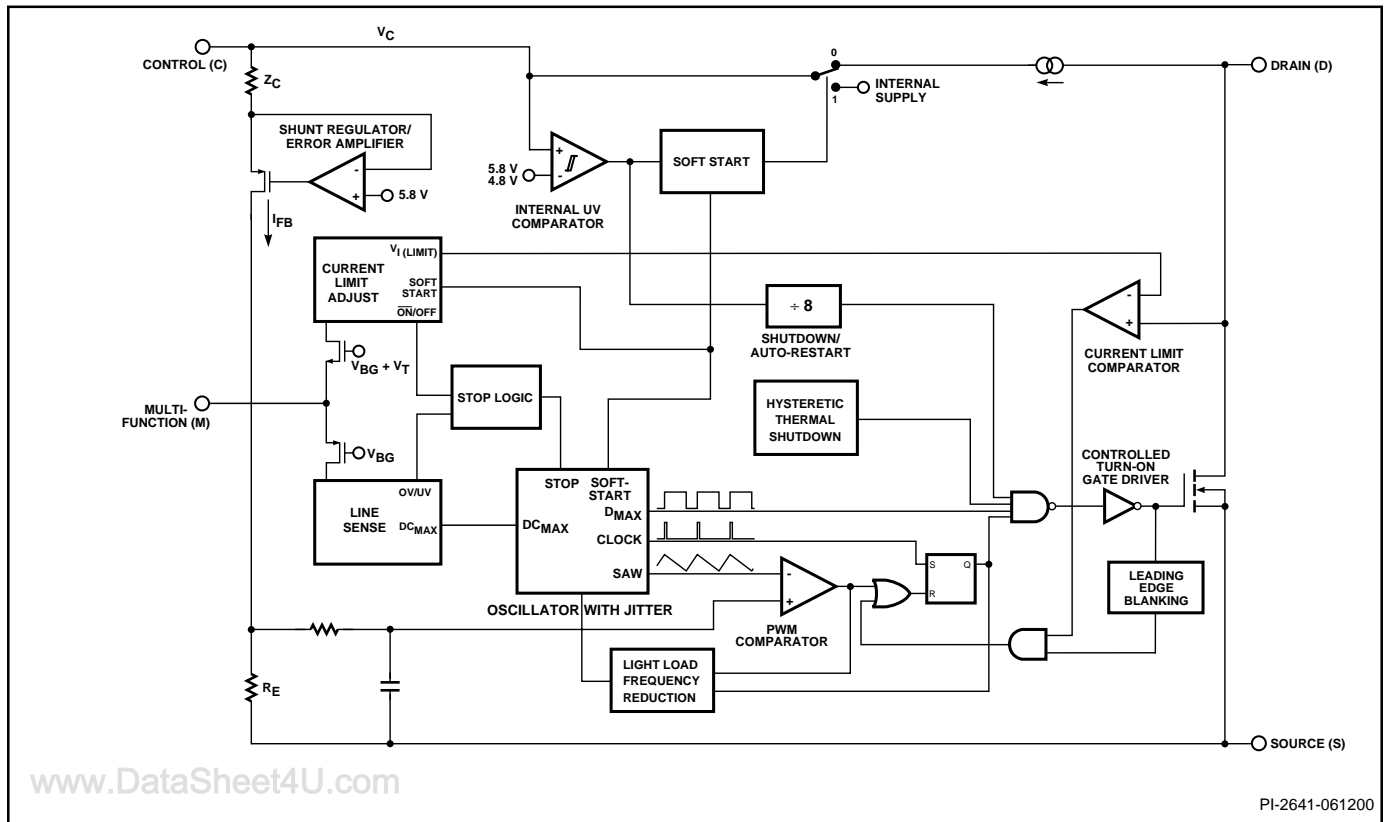 V_C
0
CONTROL (C)
DRAIN (D)
Z_C
INTERNAL
SUPPLY
1
SHUNT REGULATOR/
ERROR AMPLIFIER
+
-
5.8 V
4.8 V
SOFT START
-
+
5.8 V
INTERNAL UV
COMPARATOR
I_FB
V_I (LIMIT)
CURRENT
LIMIT
ADJUST
SOFT
START
O̅N̅/OFF
÷ 8
-
+
SHUTDOWN/
AUTO-RESTART
CURRENT LIMIT
COMPARATOR
V_BG + V_T
STOP LOGIC
MULTI-
FUNCTION (M)
HYSTERETIC
THERMAL
SHUTDOWN
V_BG
CONTROLLED
TURN-ON
GATE DRIVER
OV/UV
LINE
SENSE
DC_MAX
STOP
SOFT-
START
DC_MAX
D_MAX
CLOCK
SAW
-
+
S
Q
R
LEADING
EDGE
BLANKING
OSCILLATOR WITH JITTER
PWM
COMPARATOR
LIGHT LOAD
FREQUENCY
REDUCTION
R_E
SOURCE (S)
www.DataSheet4U.com
PI-2641-061200